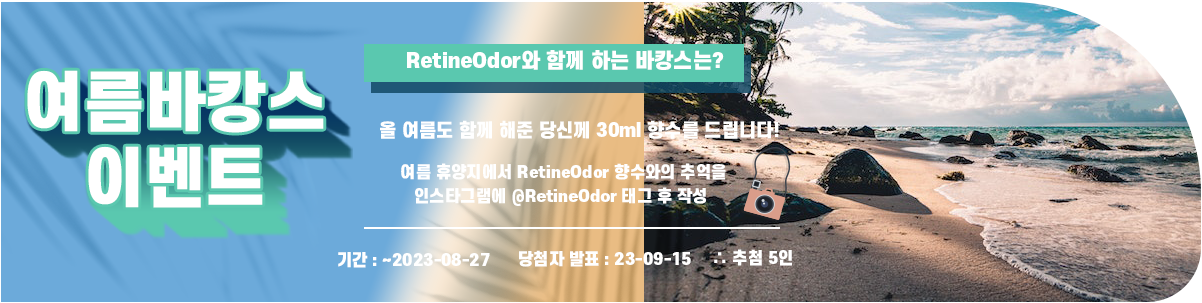 여름바캉스
이벤트
RetineOdor와 함께 하는 바캉스는?
올 여름도 함께 해준 당신께 30ml 향수를 드립니다!
여름 휴양지에서 RetineOdor 향수와의 추억을
인스타그램에 @RetineOdor 태그 후 작성
기간 : ~2023-08-27 당첨자 발표 : 23-09-15 ∴ 추첨 5인